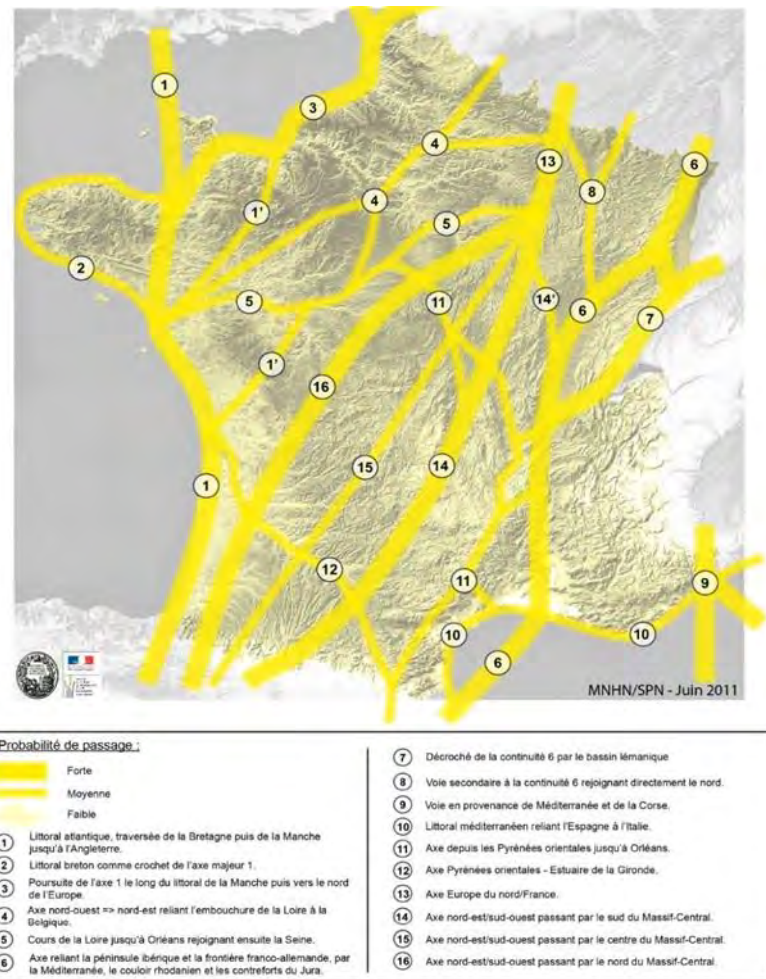 1
3
4
13
6
8
4
1'
5
2
5
11
14'
6
7
1'
16
1
15
14
12
11
9
10
10
6
MNHN/SPN - Juin 2011
Probabilité de passage :
Forte
Moyenne
Faible
1 Littoral atlantique, traversée de la Bretagne puis de la Manche
jusqu'à l'Angleterre.
2 Littoral breton comme crochet de l'axe majeur 1.
3 Poursuite de l'axe 1 le long du littoral de la Manche puis vers le nord
de l'Europe.
4 Axe nord-ouest => nord-est reliant l'embouchure de la Loire à la
Belgique.
5 Cours de la Loire jusqu'à Orléans rejoignant ensuite la Seine.
6 Axe reliant la péninsule ibérique et la frontière franco-allemande, par
la Méditerranée, le couloir rhodanien et les contreforts du Jura.
7 Décroché de la continuité 6 par le bassin lémanique
8 Voie secondaire à la continuité 6 rejoignant directement le nord.
9 Voie en provenance de Méditerranée et de la Corse.
10 Littoral méditerranéen reliant l'Espagne à l'Italie.
11 Axe depuis les Pyrénées orientales jusqu'à Orléans.
12 Axe Pyrénées orientales - Estuaire de la Gironde.
13 Axe Europe du nord/France.
14 Axe nord-est/sud-ouest passant par le sud du Massif-Central.
15 Axe nord-est/sud-ouest passant par le centre du Massif-Central.
16 Axe nord-est/sud-ouest passant par le nord du Massif-Central.